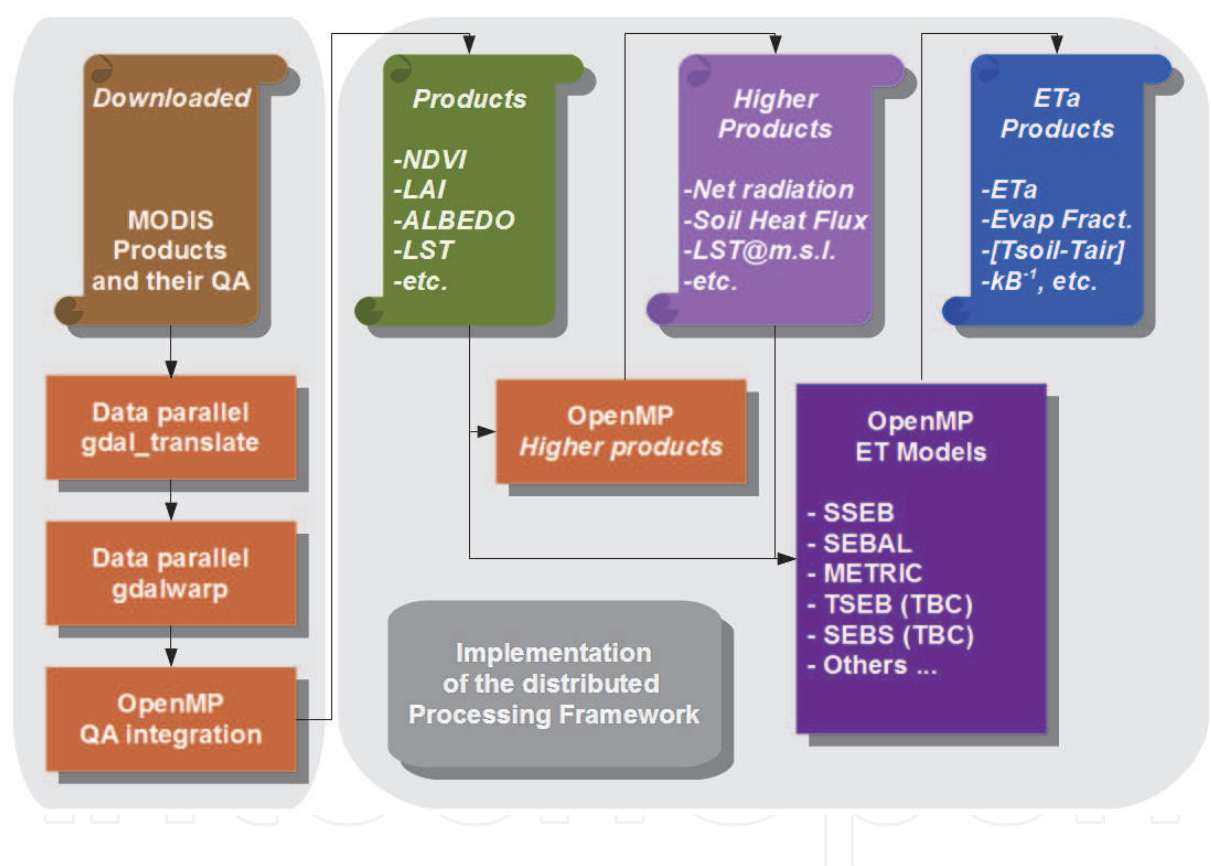 Downloaded
MODIS
Products
and their QA
Data parallel
gdal_translate
Data parallel
gdalwarp
OpenMP
QA integration
Products
-NDVI
-LAI
-ALBEDO
-LST
-etc.
Higher
Products
-Net radiation
-Soil Heat Flux
-LST@m.s.l.
-etc.
ETa
Products
-ETa
-Evap Fract.
-[Tsoil-Tair]
-kB⁻¹, etc.
OpenMP
Higher products
OpenMP
ET Models
- SSEB
- SEBAL
- METRIC
- TSEB (TBC)
- SEBS (TBC)
- Others ...
Implementation
of the distributed
Processing Framework